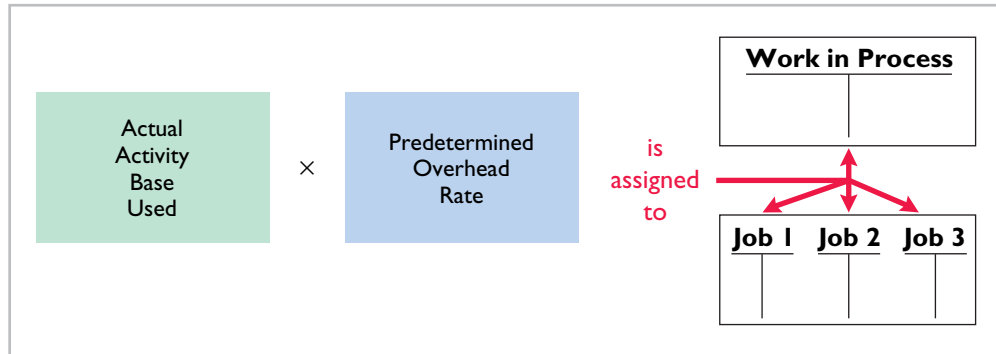 Actual
Activity
Base
Used
×
Predetermined
Overhead
Rate
is
assigned
to
Work in Process
Job 1 Job 2 Job 3